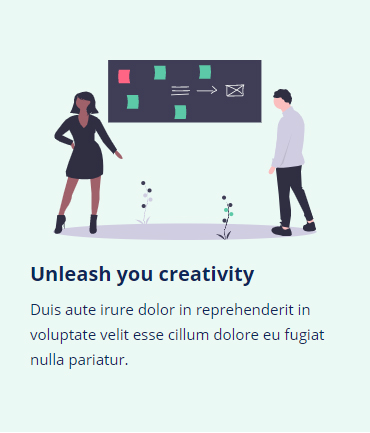 Unleash you creativity
Duis aute irure dolor in reprehenderit in
voluptate velit esse cillum dolore eu fugiat
nulla pariatur.